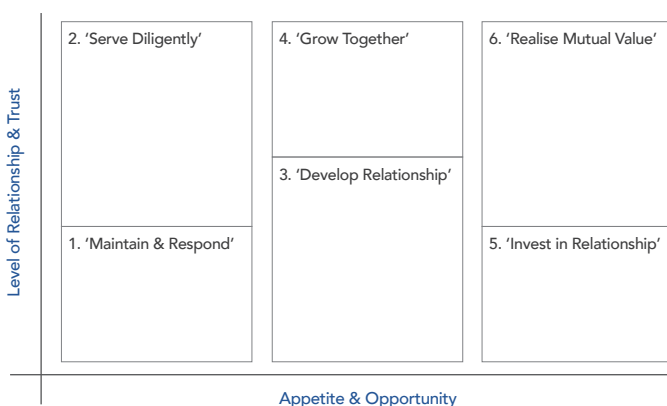 Level of Relationship & Trust
2. ‘Serve Diligently’
4. ‘Grow Together’
6. ‘Realise Mutual Value’
3. ‘Develop Relationship’
1. ‘Maintain & Respond’
5. ‘Invest in Relationship’
Appetite & Opportunity